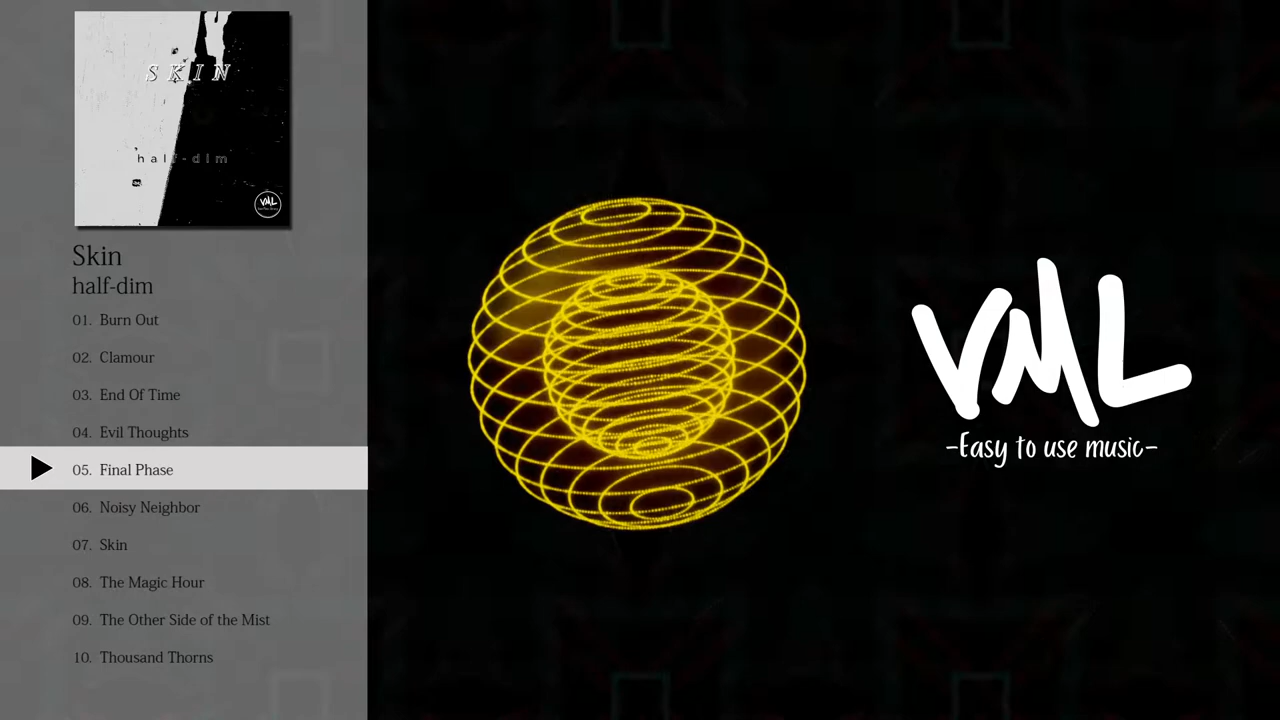 SKIN
half-dim
VML
Skin
half-dim
01. Burn Out
02. Clamour
03. End Of Time
04. Evil Thoughts
05. Final Phase
06. Noisy Neighbor
07. Skin
08. The Magic Hour
09. The Other Side of the Mist
10. Thousand Thorns
VML
-Easy to use music-